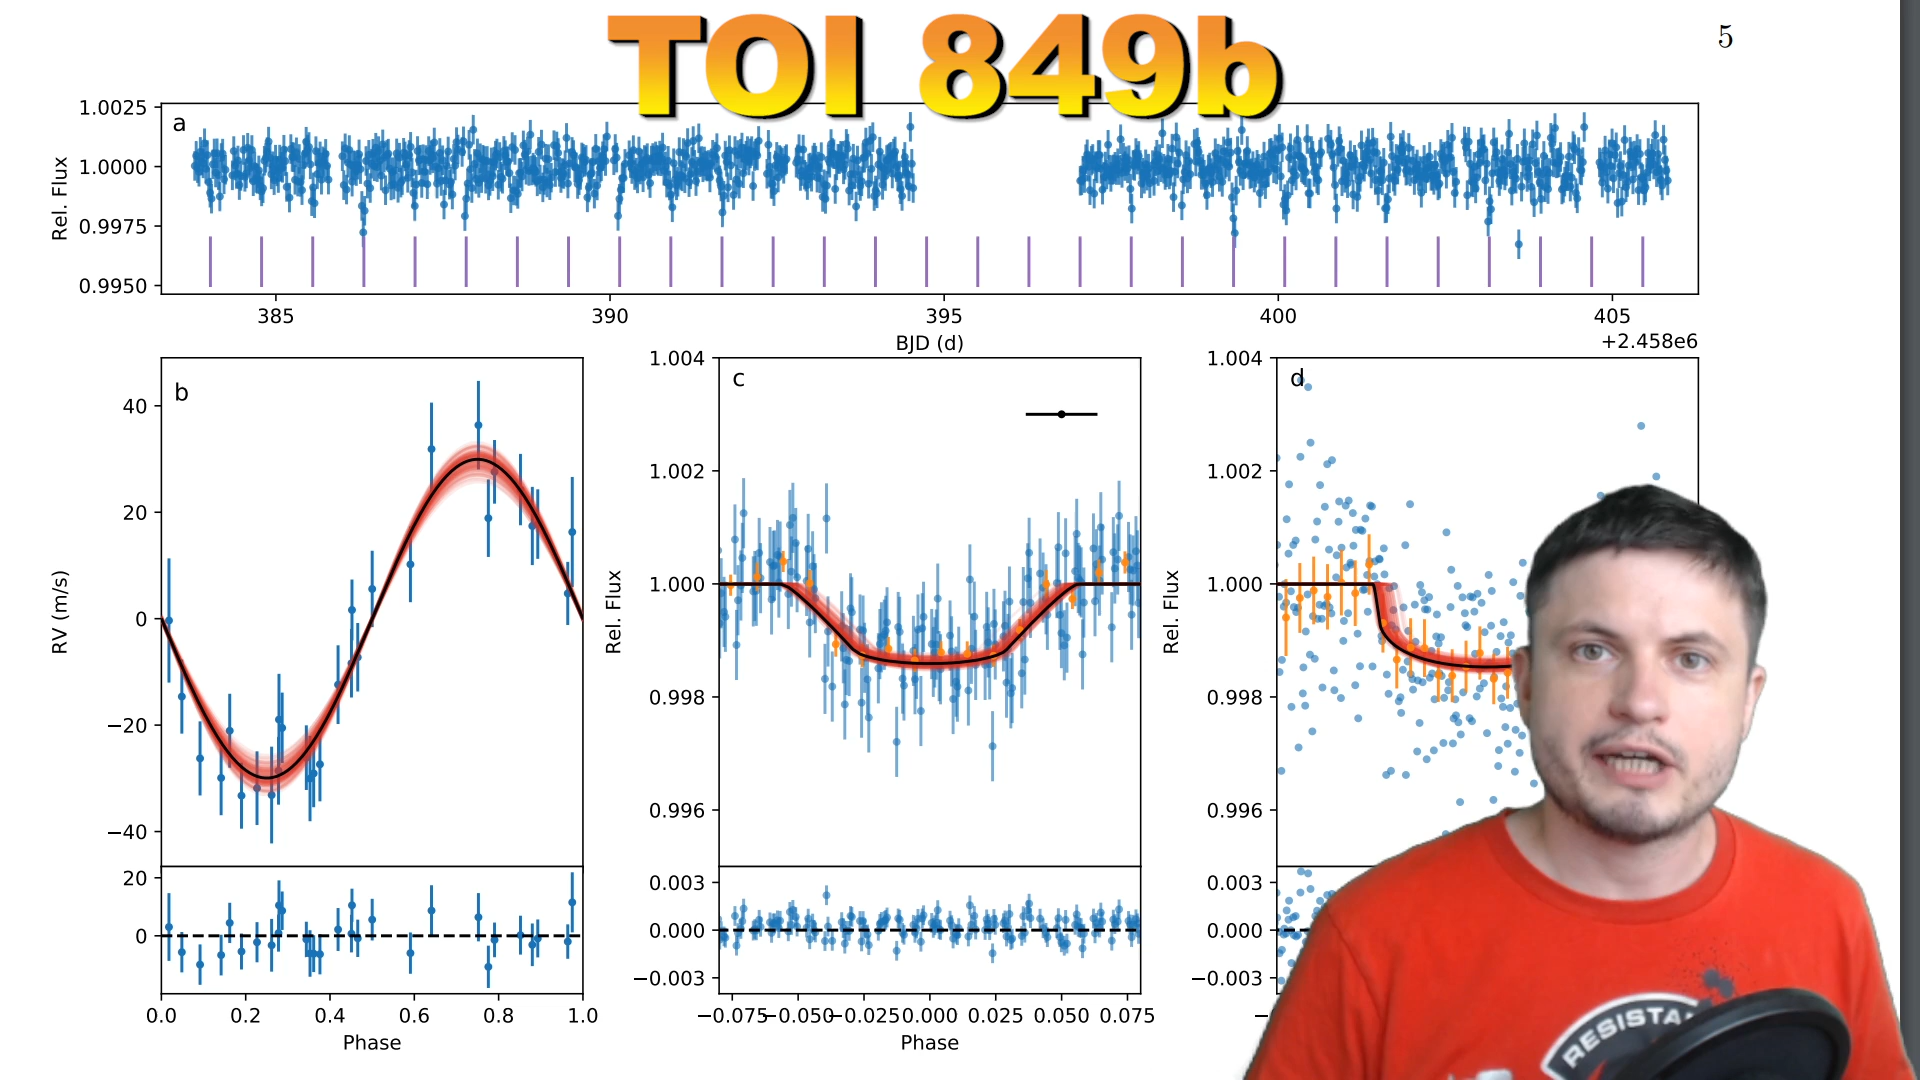 TOI 849b
5
a
1.0025
1.0000
0.9975
0.9950
Rel. Flux
385 390 395 400 405
BJD (d)
+2.458e6
b
40
20
0
−20
−40
RV (m/s)
20
0
0.0 0.2 0.4 0.6 0.8 1.0
Phase
c
1.004
1.002
1.000
0.998
0.996
Rel. Flux
0.003
0.000
−0.003
−0.075 −0.050 −0.025 0.000 0.025 0.050 0.075
Phase
d
1.004
1.002
1.000
0.998
0.996
Rel. Flux
0.003
0.000
−0.003